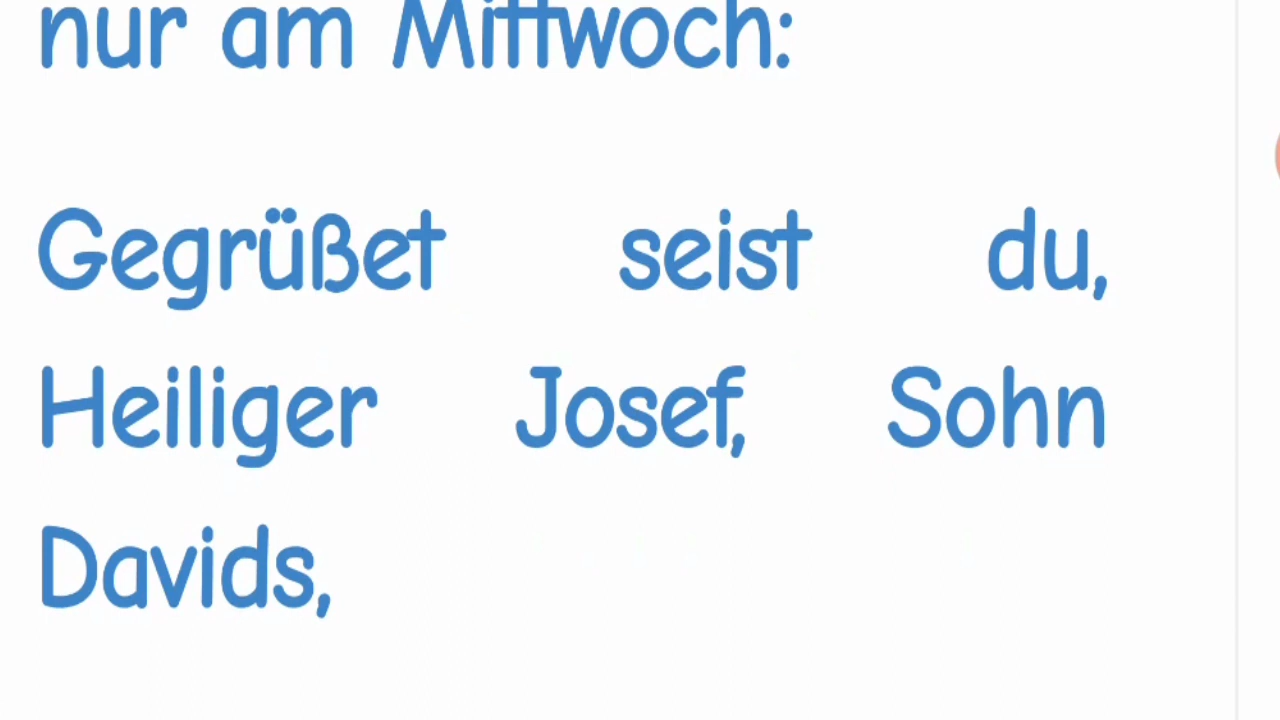 nur am Mittwoch:
Gegrüßet seist du,
Heiliger Josef, Sohn
Davids,